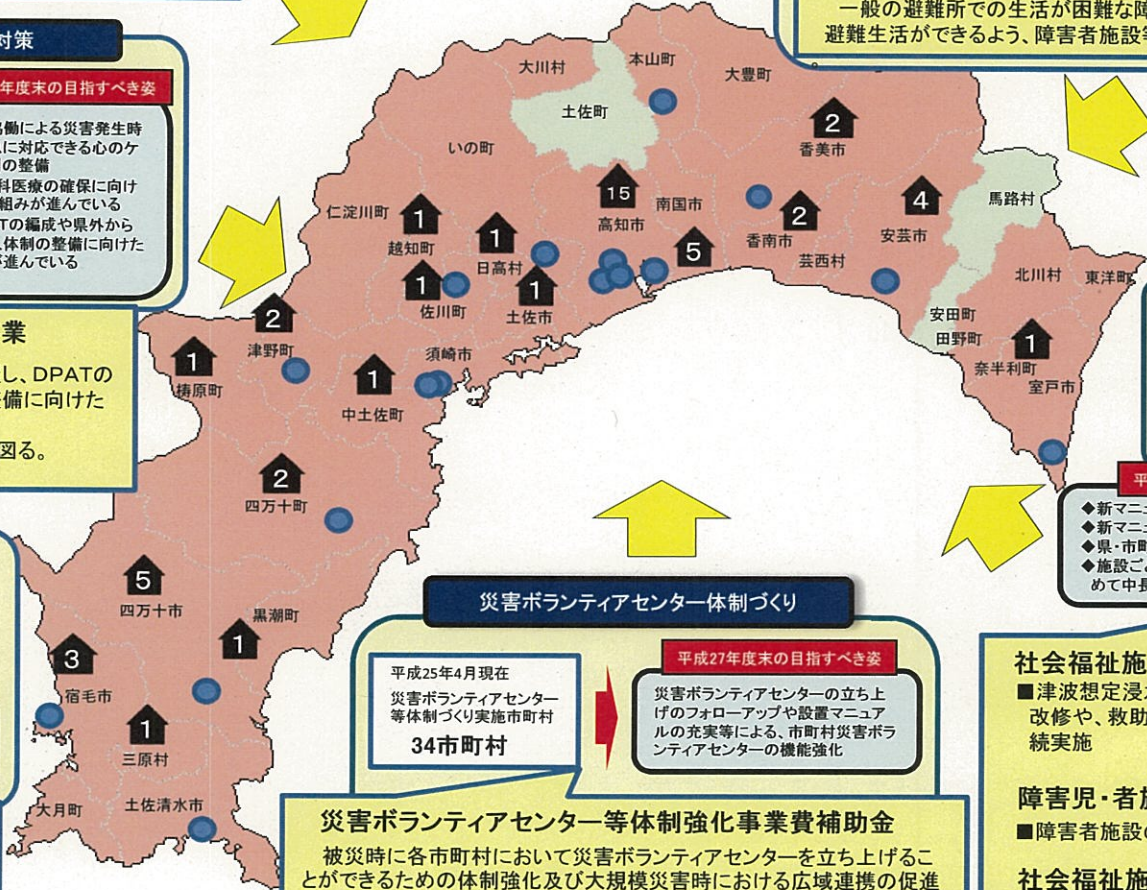 一般の避難所での生活が困難な障
避難生活ができるよう、障害者施設等
対策
年度末の目指すべき姿
協働による災害発生時
に対応できる心のケ
の整備
科医療の確保に向け
組みが進んでいる
Tの編成や県外から
体制の整備に向けた
が進んでいる
業
し、DPATの
備に向けた
図る。
大川村
本山町
大豊町
土佐町
2
香美市
いの町
仁淀川町
1
越知町
1
日高村
15
高知市
南国市
5
2
香南市
4
安芸市
馬路村
芸西村
北川村
東洋町
1
佐川町
1
土佐市
安田町
田野町
1
奈半利町
室戸市
2
津野町
1
梼原町
須崎市
1
中土佐町
2
四万十町
5
四万十市
黒潮町
1
3
宿毛市
1
三原村
大月町
土佐清水市
災害ボランティアセンター体制づくり
平成25年4月現在
災害ボランティアセンター
等体制づくり実施市町村
34市町村
平成27年度末の目指すべき姿
災害ボランティアセンターの立ち上
げのフォローアップや設置マニュア
ルの充実等による、市町村災害ボラ
ンティアセンターの機能強化
災害ボランティアセンター等体制強化事業費補助金
被災時に各市町村において災害ボランティアセンターを立ち上げるこ
とができるための体制強化及び大規模災害時における広域連携の促進
平
◆新マニュ
◆新マニュ
◆県・市町
◆施設ごと
めて中長
社会福祉施
■津波想定浸
改修や、救助
続実施
障害児・者施
■障害者施設の
社会福祉施